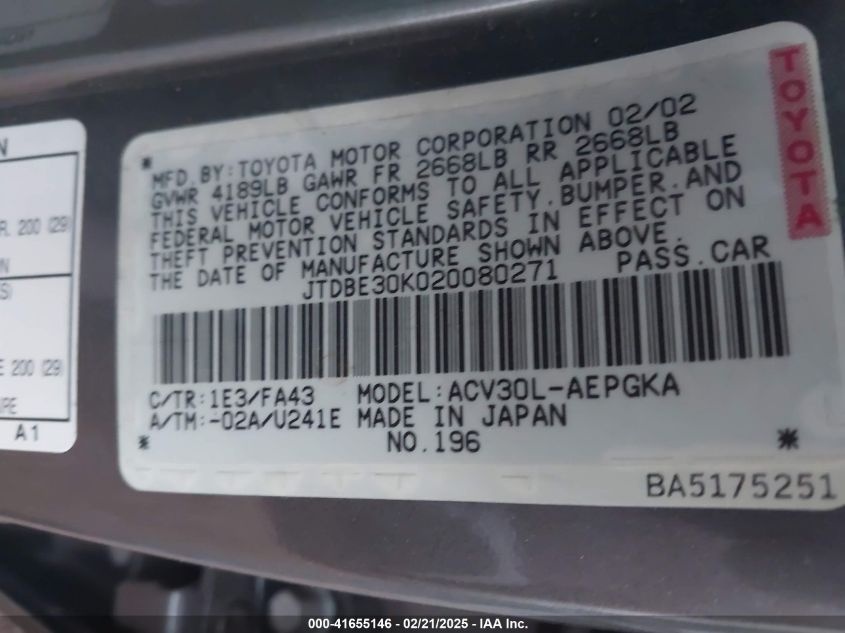 MFD. BY: TOYOTA MOTOR CORPORATION 02/02
GVWR 4189LB GAWR FR 2668LB RR 2668LB
THIS VEHICLE CONFORMS TO ALL APPLICABLE
FEDERAL MOTOR VEHICLE SAFETY, BUMPER, AND
THEFT PREVENTION STANDARDS IN EFFECT ON
THE DATE OF MANUFACTURE SHOWN ABOVE.
JTDBE30K020080271 PASS. CAR
C/TR: 1E3/FA43 MODEL: ACV30L-AEPGKA
A/TM: -02A/U241E MADE IN JAPAN
NO. 196
BA5175251
TOYOTA
N
R. 200 (29)
N
S)
E 200 (29)
PE
A 1
000-41655146 - 02/21/2025 - IAA Inc.